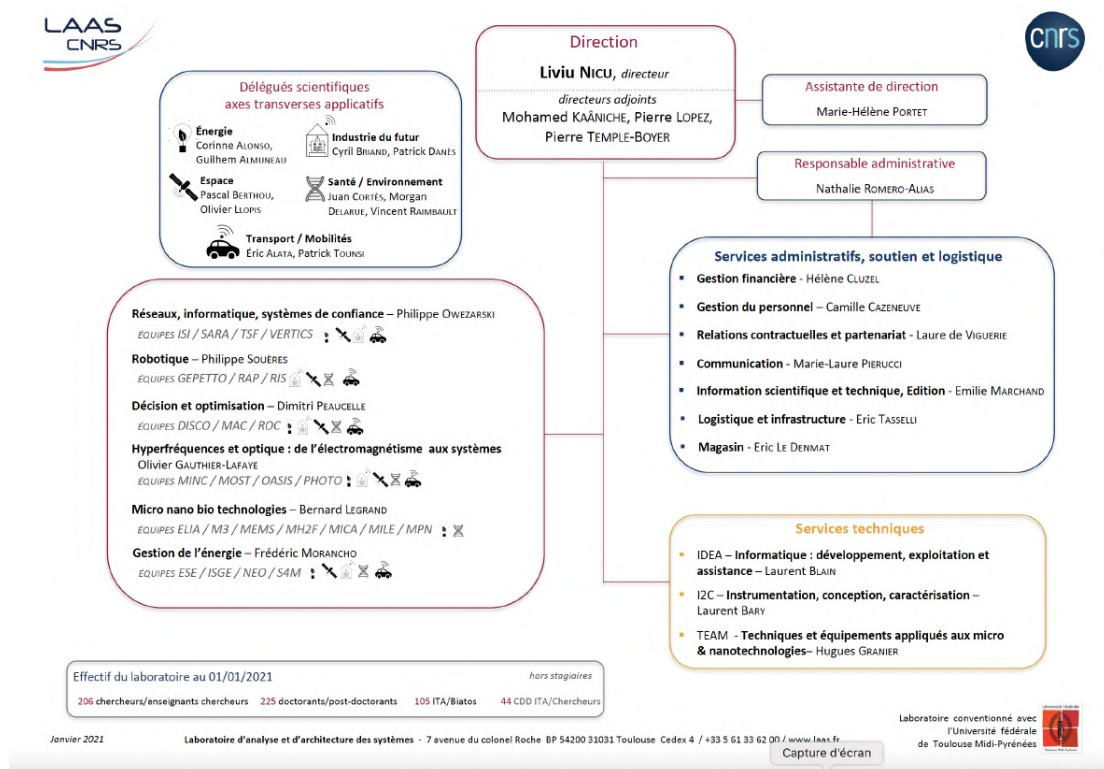 LAAS
CNRS
cnrs
Direction
Liviu NICU, directeur
directeurs adjoints
Mohamed KAÂNICHE, Pierre LOPEZ,
Pierre TEMPLE-BOYER
Assistante de direction
Marie-Hélène PORTET
Responsable administrative
Nathalie ROMERO-ALIAS
Délégués scientifiques
axes transverses applicatifs
Énergie
Corinne ALONSO,
Guilhem ALMUNEAU
Industrie du futur
Cyril BRIAND, Patrick DANÈS
Espace
Pascal BERTHOU,
Olivier LLOPIS
Santé / Environnement
Juan CORTÈS, Morgan
DELARUE, Vincent RAIMBAULT
Transport / Mobilités
Éric ALATA, Patrick TOUNSI
Réseaux, informatique, systèmes de confiance – Philippe OWEZARSKI
ÉQUIPES ISI / SARA / TSF / VERTICS :
Robotique – Philippe SOUÈRES
ÉQUIPES GEPETTO / RAP / RIS
Décision et optimisation – Dimitri PEAUCELLE
ÉQUIPES DISCO / MAC / ROC :
Hyperfréquences et optique : de l'électromagnétisme aux systèmes
Olivier GAUTHIER-LAFAYE
ÉQUIPES MINC / MOST / OASIS / PHOTO :
Micro nano bio technologies – Bernard LEGRAND
ÉQUIPES ELIA / M3 / MEMS / MH2F / MICA / MILE / MPN :
Gestion de l'énergie – Frédéric MORANCHO
ÉQUIPES ESE / ISGE / NEO / S4M :
Services administratifs, soutien et logistique
▪ Gestion financière - Hélène CLUZEL
▪ Gestion du personnel – Camille CAZENEUVE
▪ Relations contractuelles et partenariat - Laure de VIGUERIE
▪ Communication - Marie-Laure PIERUCCI
▪ Information scientifique et technique, Edition - Emilie MARCHAND
▪ Logistique et infrastructure - Eric TASSELLI
▪ Magasin - Eric LE DENMAT
Services techniques
▪ IDEA – Informatique : développement, exploitation et
assistance – Laurent BLAIN
▪ I2C – Instrumentation, conception, caractérisation –
Laurent BARY
▪ TEAM - Techniques et équipements appliqués aux micro
& nanotechnologies– Hugues GRANIER
Effectif du laboratoire au 01/01/2021 hors stagiaires
206 chercheurs/enseignants chercheurs 225 doctorants/post-doctorants 105 ITA/Biatos 44 CDD ITA/Chercheurs
Janvier 2021
Laboratoire d'analyse et d'architecture des systèmes - 7 avenue du colonel Roche BP 54200 31031 Toulouse Cedex 4 / +33 5 61 33 62 00 / www.laas.fr
Laboratoire conventionné avec
l'Université fédérale
de Toulouse Midi-Pyrénées
Capture d'écran